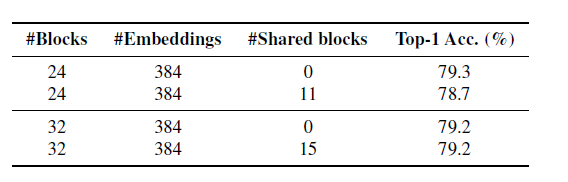 #Blocks #Embeddings #Shared blocks Top-1 Acc. (%)
24 384 0 79.3
24 384 11 78.7
32 384 0 79.2
32 384 15 79.2